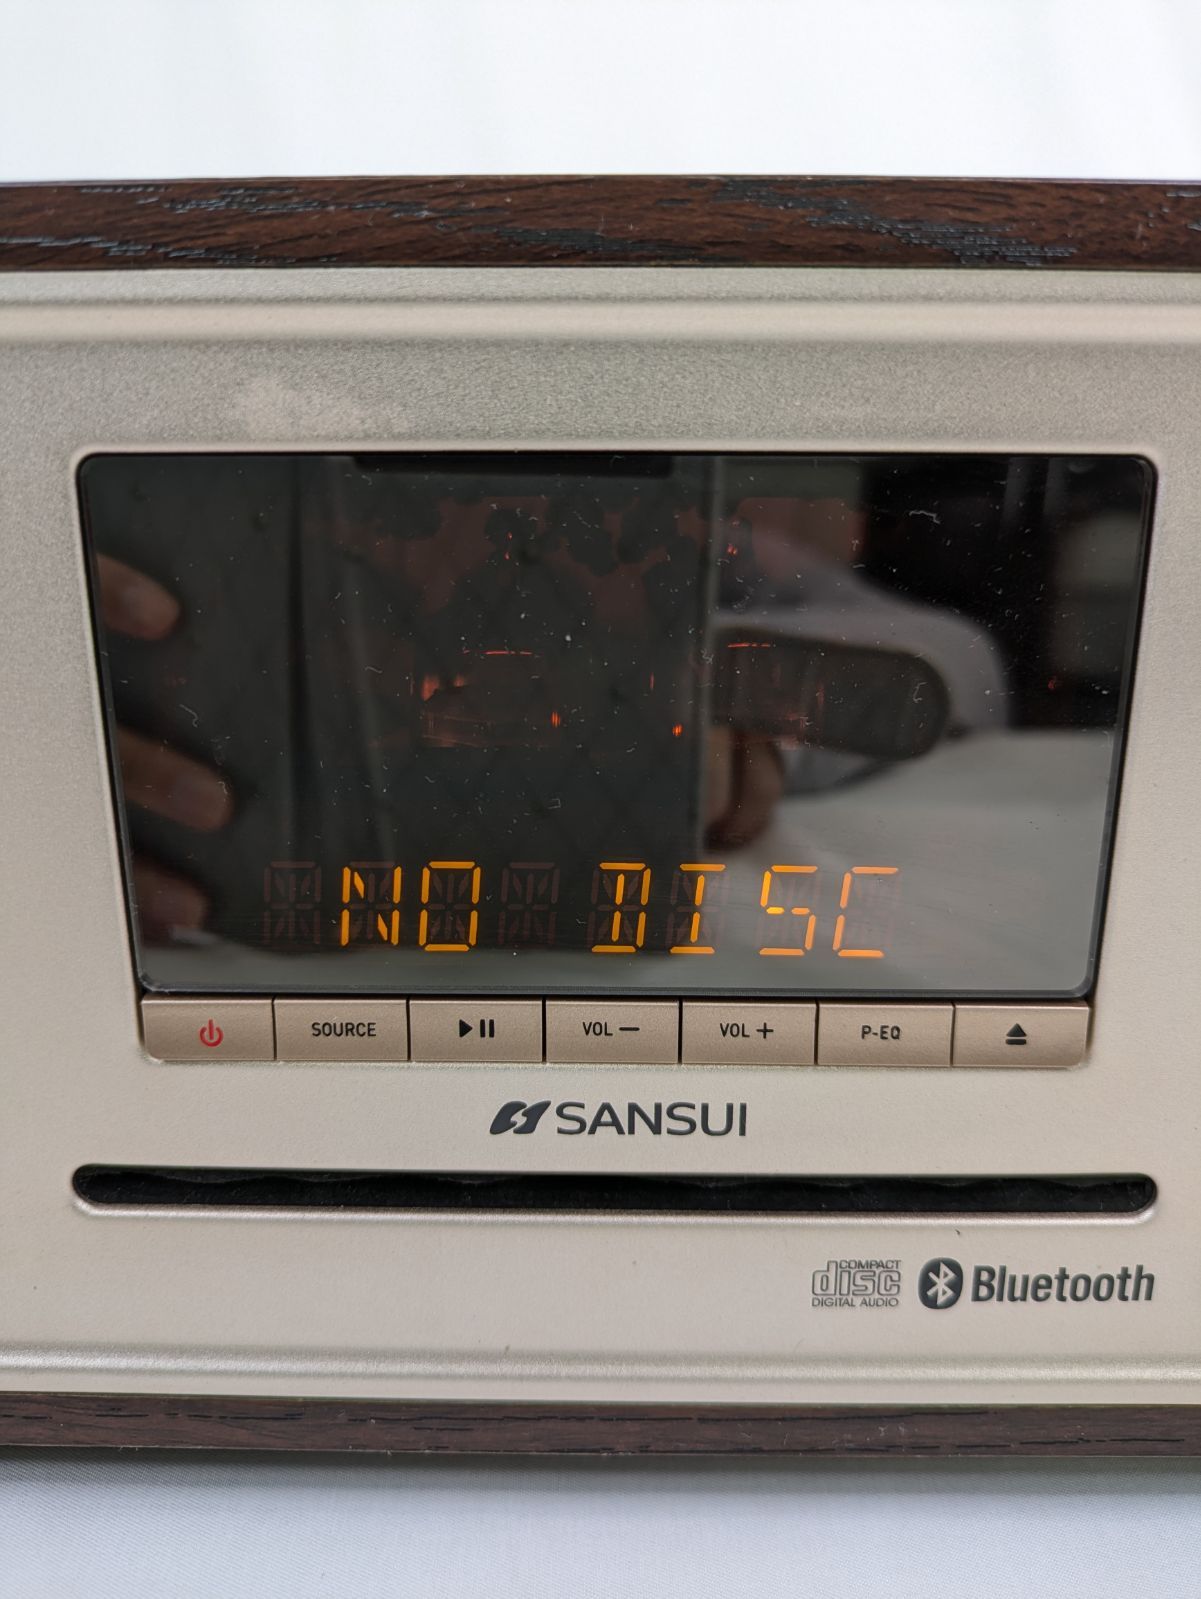 NO DISC
SOURCE VOL − VOL + P-EQ
SANSUI
COMPACT
disc
DIGITAL AUDIO
Bluetooth